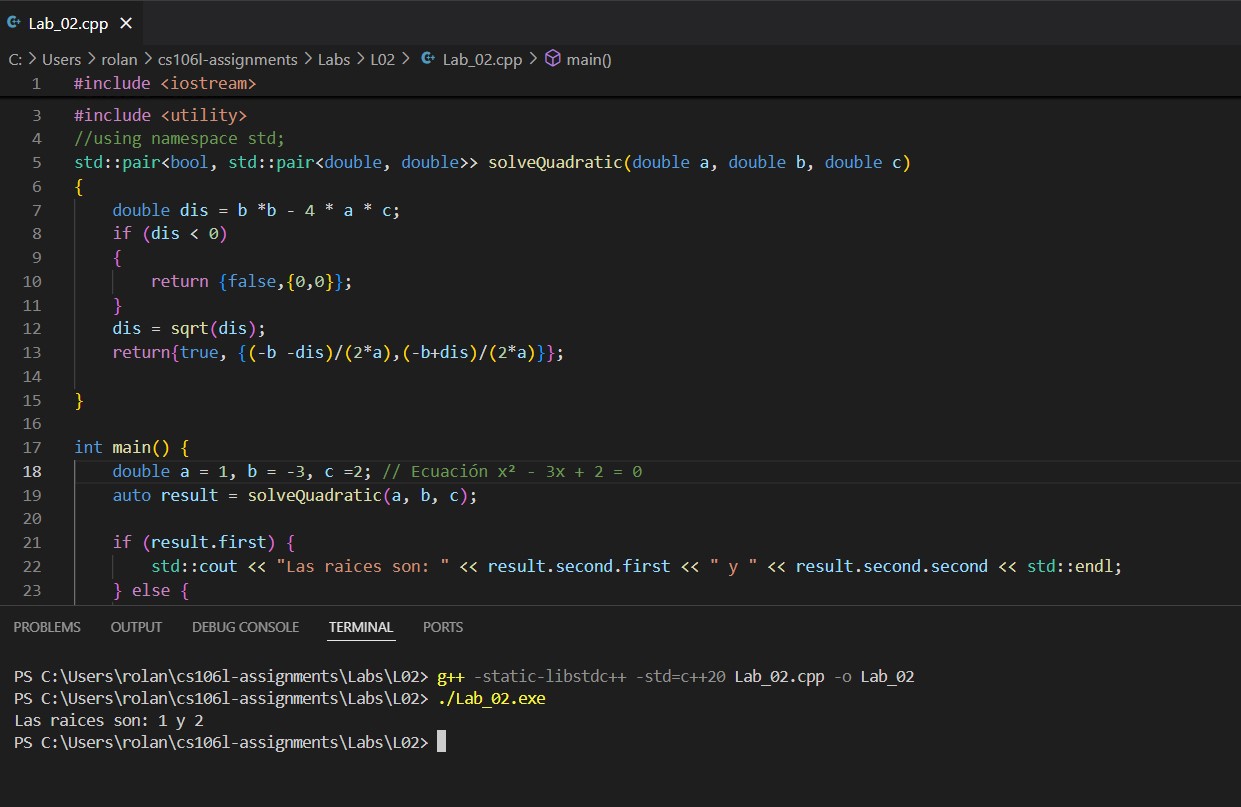 Lab_02.cpp
C: > Users > rolan > cs106l-assignments > Labs > L02 > Lab_02.cpp > main()
1 #include <iostream>
3 #include <utility>
4 //using namespace std;
5 std::pair<bool, std::pair<double, double>> solveQuadratic(double a, double b, double c)
6 {
7     double dis = b *b - 4 * a * c;
8     if (dis < 0)
9     {
10         return {false,{0,0}};
11     }
12     dis = sqrt(dis);
13     return{true, {(-b -dis)/(2*a),(-b+dis)/(2*a)}};
14
15 }
16
17 int main() {
18     double a = 1, b = -3, c =2; // Ecuación x² - 3x + 2 = 0
19     auto result = solveQuadratic(a, b, c);
20
21     if (result.first) {
22         std::cout << "Las raices son: " << result.second.first << " y " << result.second.second << std::endl;
23     } else {
PROBLEMS OUTPUT DEBUG CONSOLE TERMINAL PORTS
PS C:\Users\rolan\cs106l-assignments\Labs\L02> g++ -static-libstdc++ -std=c++20 Lab_02.cpp -o Lab_02
PS C:\Users\rolan\cs106l-assignments\Labs\L02> ./Lab_02.exe
Las raices son: 1 y 2
PS C:\Users\rolan\cs106l-assignments\Labs\L02>